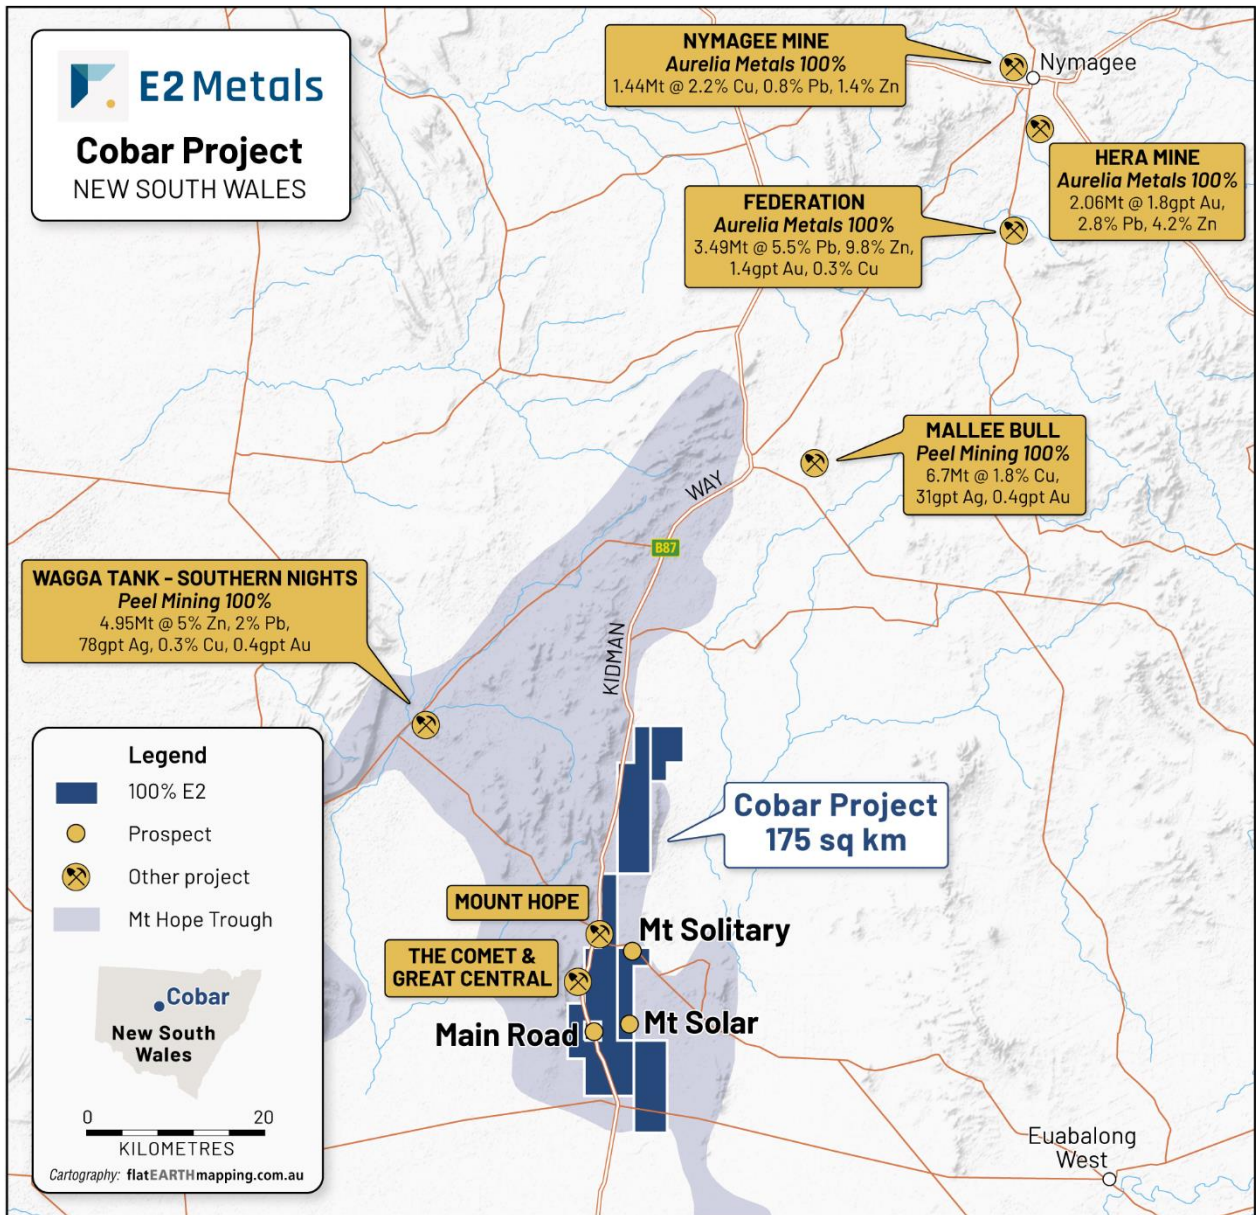 E2 Metals
Cobar Project
NEW SOUTH WALES
NYMAGEE MINE
Aurelia Metals 100%
1.44Mt @ 2.2% Cu, 0.8% Pb, 1.4% Zn
Nymagee
HERA MINE
Aurelia Metals 100%
2.06Mt @ 1.8gpt Au,
2.8% Pb, 4.2% Zn
FEDERATION
Aurelia Metals 100%
3.49Mt @ 5.5% Pb, 9.8% Zn,
1.4gpt Au, 0.3% Cu
MALLEE BULL
Peel Mining 100%
6.7Mt @ 1.8% Cu,
31gpt Ag, 0.4gpt Au
WAY
B87
KIDMAN
WAGGA TANK - SOUTHERN NIGHTS
Peel Mining 100%
4.95Mt @ 5% Zn, 2% Pb,
78gpt Ag, 0.3% Cu, 0.4gpt Au
Cobar Project
175 sq km
MOUNT HOPE
Mt Solitary
THE COMET &
GREAT CENTRAL
Main Road
Mt Solar
Euabalong
West
Legend
100% E2
Prospect
Other project
Mt Hope Trough
Cobar
New South
Wales
0 20
KILOMETRES
Cartography: flatEARTHmapping.com.au